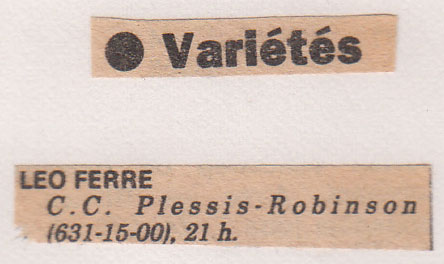 ● Variétés
LEO FERRE
C.C. Plessis-Robinson
(631-15-00), 21 h.